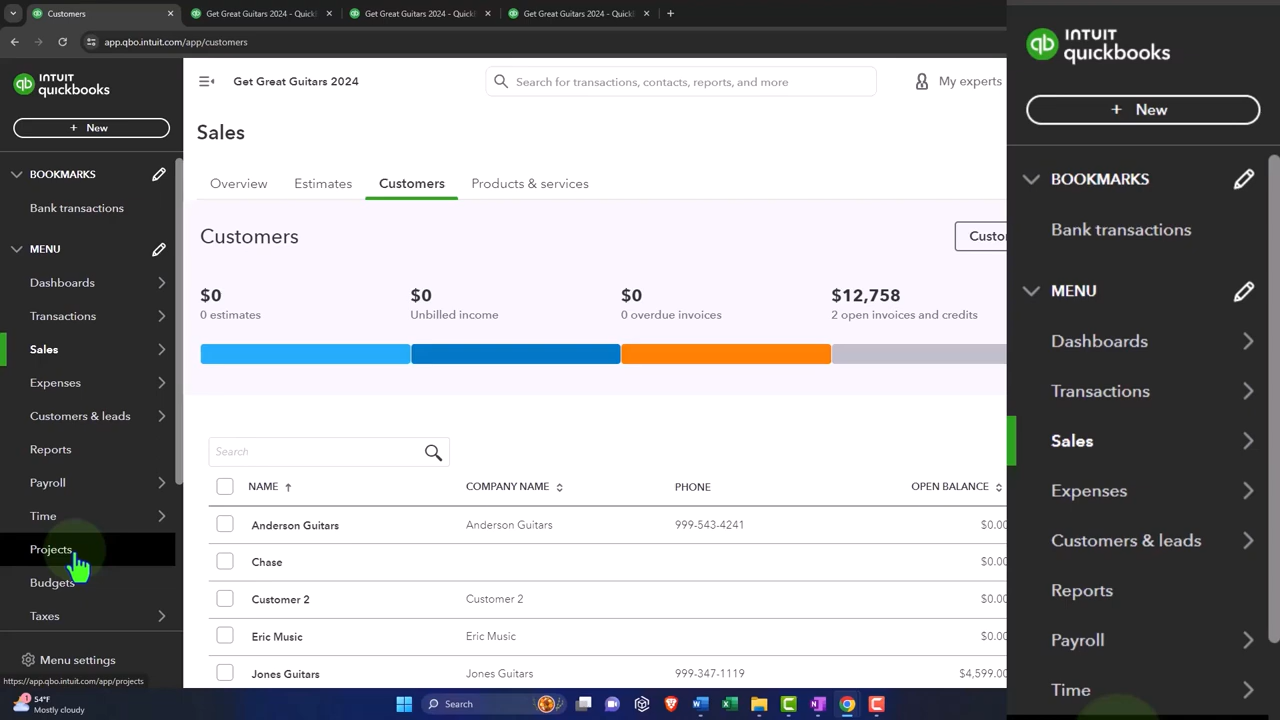 Customers
Get Great Guitars 2024 - Quick
Get Great Guitars 2024 - QuickB
Get Great Guitars 2024 - QuickB
app.qbo.intuit.com/app/customers
INTUIT
quickbooks
+ New
BOOKMARKS
Bank transactions
MENU
Dashboards
Transactions
Sales
Expenses
Customers & leads
Reports
Payroll
Time
Projects
Budgets
Taxes
Menu settings
https://app.qbo.intuit.com/app/projects
Get Great Guitars 2024
Search for transactions, contacts, reports, and more
My experts
Sales
Overview
Estimates
Customers
Products & services
Customers
Custo
$0
0 estimates
$0
Unbilled income
$0
0 overdue invoices
$12,758
2 open invoices and credits
Search
NAME COMPANY NAME PHONE OPEN BALANCE
Anderson Guitars Anderson Guitars 999-543-4241 $0.00
Chase $0.00
Customer 2 Customer 2 $0.00
Eric Music Eric Music $0.00
Jones Guitars Jones Guitars 999-347-1119 $4,599.00
INTUIT
quickbooks
+ New
BOOKMARKS
Bank transactions
MENU
Dashboards
Transactions
Sales
Expenses
Customers & leads
Reports
Payroll
Time
54°F
Mostly cloudy
Search